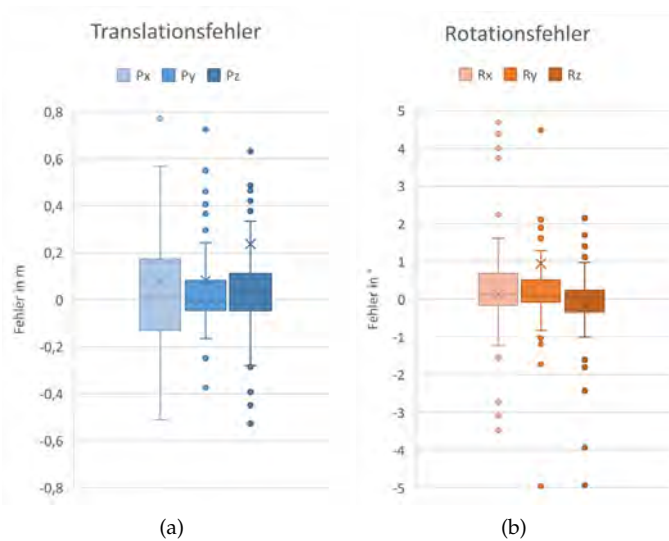 Translationsfehler
Px Py Pz
Fehler in m
0,8
0,6
0,4
0,2
0
-0,2
-0,4
-0,6
-0,8
(a)
Rotationsfehler
Rx Ry Rz
Fehler in °
5
4
3
2
1
0
-1
-2
-3
-4
-5
(b)